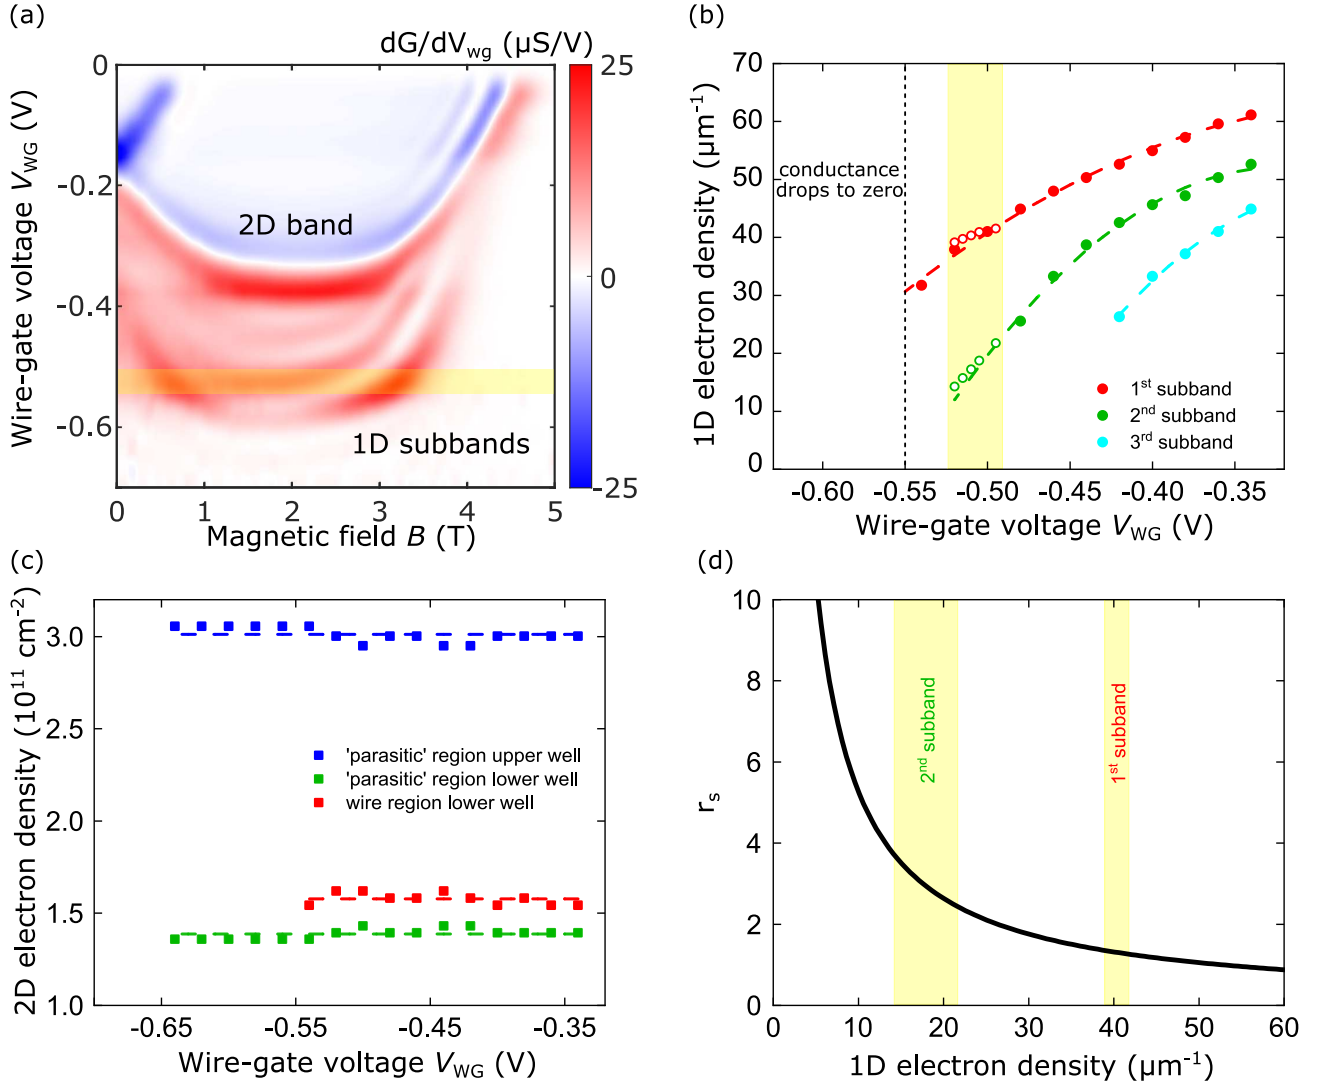 (a)
dG/dVwg (µS/V)
25
0
-25
0
-0.2
-0.4
-0.6
Wire-gate voltage VWG (V)
2D band
1D subbands
0 1 2 3 4 5
Magnetic field B (T)
(b)
70
60
50
40
30
20
10
0
1D electron density (µm⁻¹)
conductance
drops to zero
1st subband
2nd subband
3rd subband
-0.60 -0.55 -0.50 -0.45 -0.40 -0.35
Wire-gate voltage VWG (V)
(c)
3.0
2.5
2.0
1.5
1.0
2D electron density (10¹¹ cm⁻²)
'parasitic' region upper well
'parasitic' region lower well
wire region lower well
-0.65 -0.55 -0.45 -0.35
Wire-gate voltage VWG (V)
(d)
10
8
6
4
2
0
rs
2nd subband
1st subband
0 10 20 30 40 50 60
1D electron density (µm⁻¹)